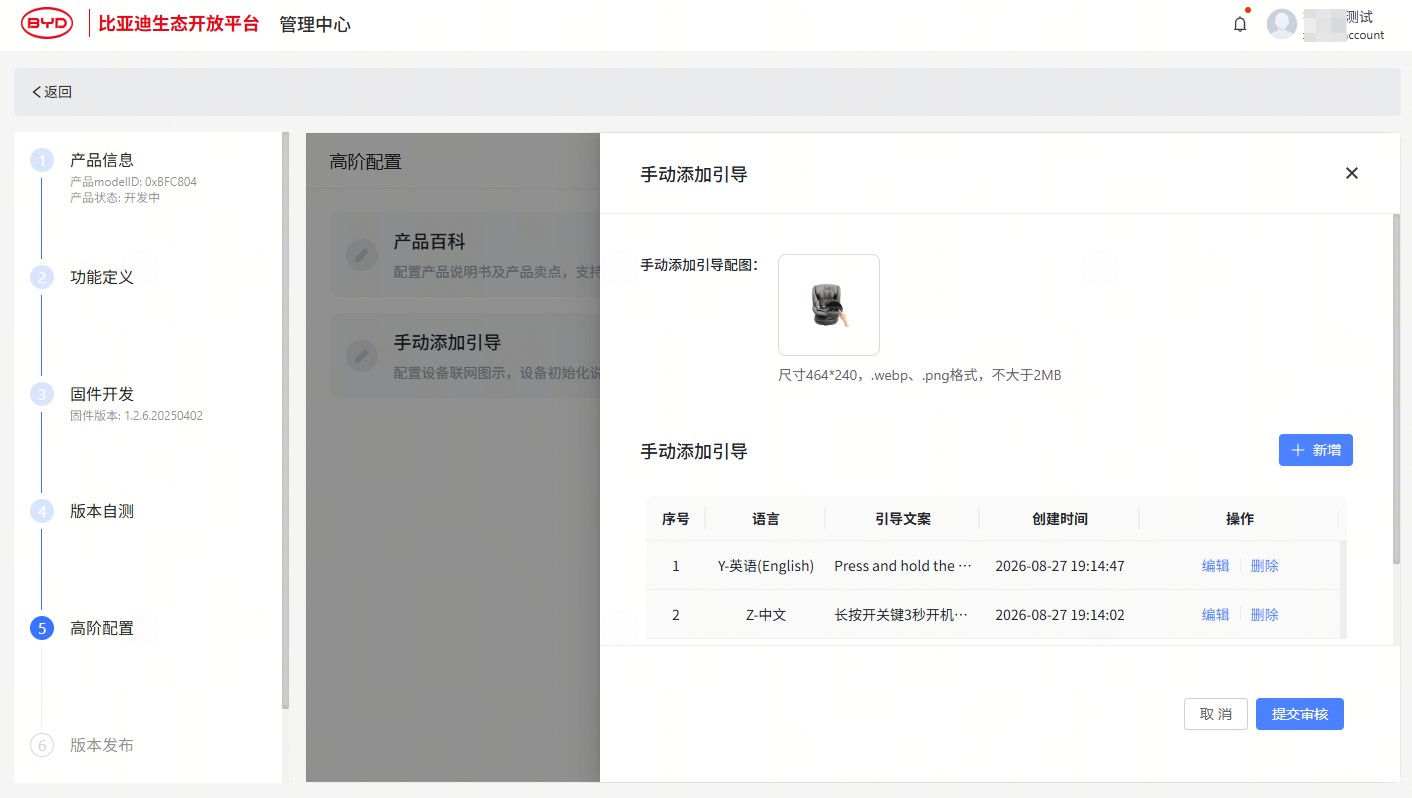 BYD 比亚迪生态开放平台 管理中心
测试
ccount
返回
1 产品信息
产品modelID: 0xBFC804
产品状态: 开发中
2 功能定义
3 固件开发
固件版本: 1.2.6.20250402
4 版本自测
5 高阶配置
6 版本发布
高阶配置
产品百科
配置产品说明书及产品卖点，支持
手动添加引导
配置设备联网图示，设备初始化说
手动添加引导
手动添加引导配图：
尺寸464*240，.webp、.png格式，不大于2MB
手动添加引导
新增
序号 语言 引导文案 创建时间 操作
1 Y-英语(English) Press and hold the ··· 2026-08-27 19:14:47 编辑 删除
2 Z-中文 长按开关键3秒开机··· 2026-08-27 19:14:02 编辑 删除
取 消 提交审核